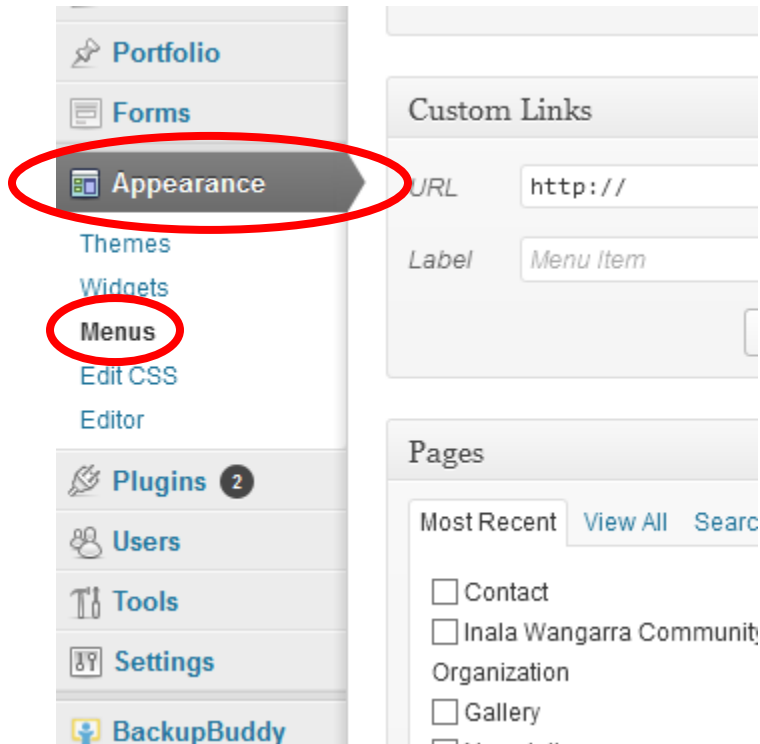 Portfolio
Forms
Appearance
Themes
Widgets
Menus
Edit CSS
Editor
Plugins 2
Users
Tools
Settings
BackupBuddy
Custom Links
URL http://
Label Menu Item
Pages
Most Recent View All Searc
Contact
Inala Wangarra Community
Organization
Gallery